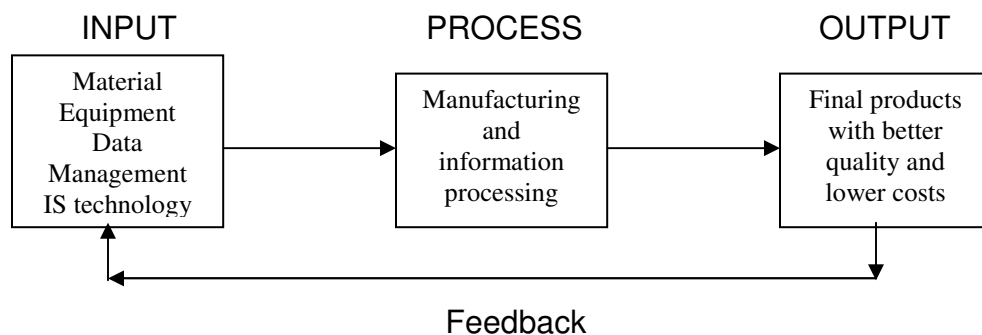 INPUT
PROCESS
OUTPUT
Material
Equipment
Data
Management
IS technology
Manufacturing
and
information
processing
Final products
with better
quality and
lower costs
Feedback